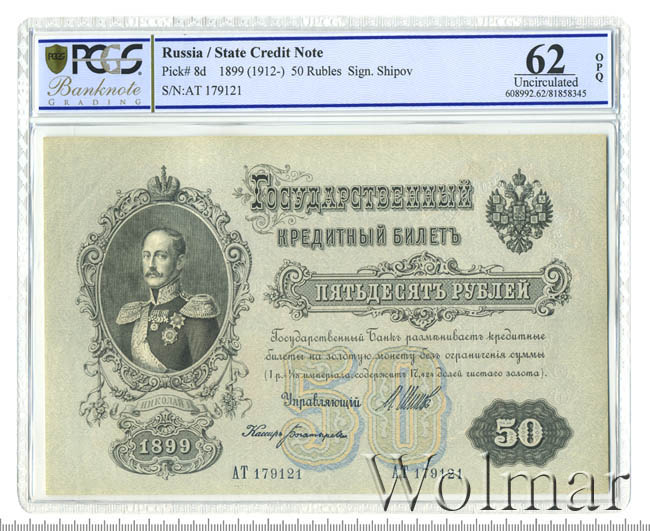 PCGS
Banknote
GRADING
Russia / State Credit Note
Pick# 8d 1899 (1912-) 50 Rubles Sign. Shipov
S/N:AT 179121
62
Uncirculated
608992.62/81858345
OPQ
Государственный
кредитный билетъ
пятьдесятъ рублей
Государственный Банкъ размѣниваетъ кредитные
билеты на золотую монету безъ ограниченія суммы
(1 р.= 1/15 имперіала, содержитъ 17,424 долей чистаго золота).
Управляющій
Кассиръ
НИКОЛАЙ I
1899
50
50
АТ 179121
АТ 179121
Wolmar